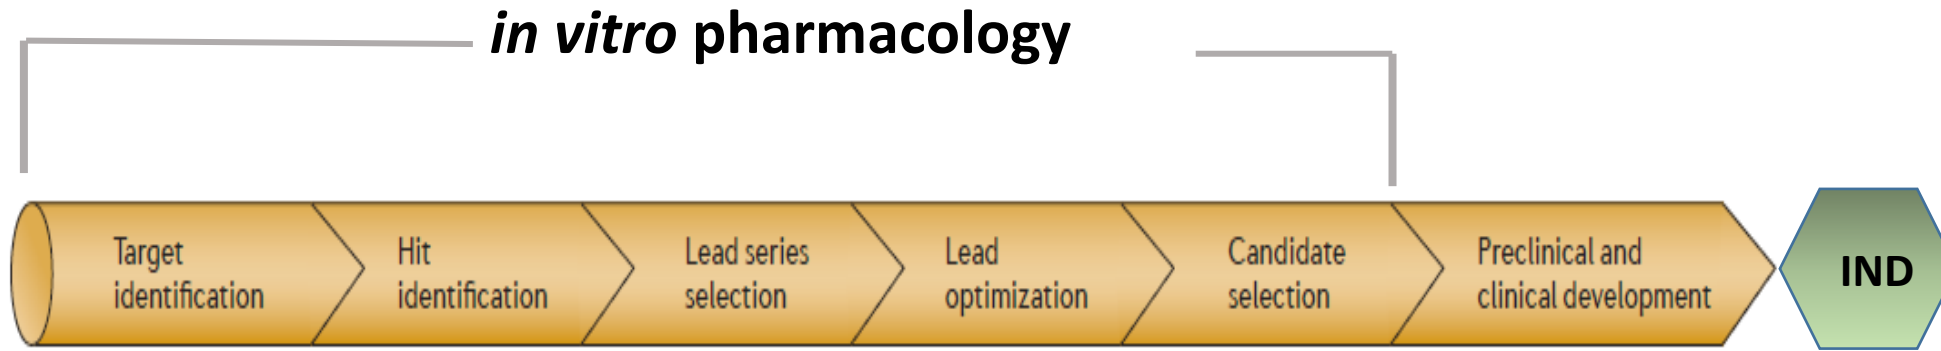 in vitro pharmacology
Target
identification
Hit
identification
Lead series
selection
Lead
optimization
Candidate
selection
Preclinical and
clinical development
IND